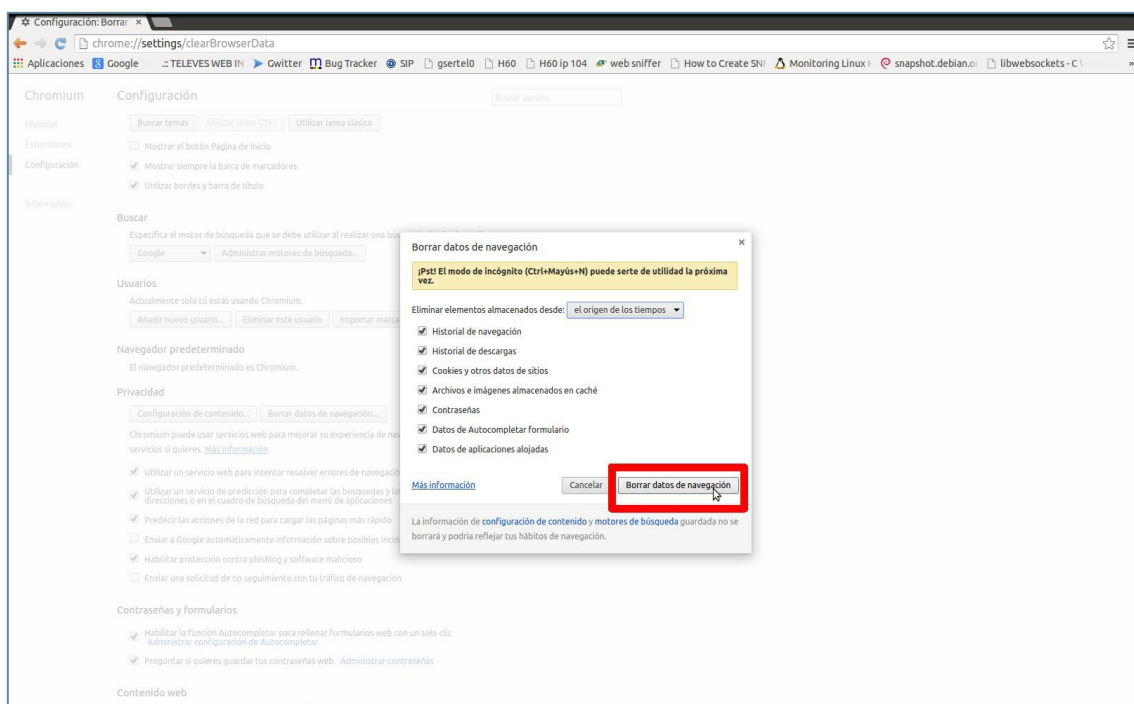 Configuración: Borrar ×
chrome://settings/clearBrowserData
Aplicaciones Google .:: TELEVES WEB IN Gwitter Bug Tracker SIP gsertel0 H60 H60 ip 104 web sniffer How to Create SNI Monitoring Linux snapshot.debian.o libwebsockets - C »
Chromium
Historial
Extensiones
Configuración
Información
Configuración
Buscar ajustes
Buscar temas Utilizar tema GTK+ Utilizar tema clásico
Mostrar el botón Página de inicio
Mostrar siempre la barra de marcadores
Utilizar bordes y barra de título
Buscar
Especifica el motor de búsqueda que se debe utilizar al realizar una
Google Administrar motores de búsqueda...
Usuarios
Actualmente solo tú estás usando Chromium.
Añadir nuevo usuario... Eliminar este usuario Importar marca
Navegador predeterminado
El navegador predeterminado es Chromium.
Privacidad
Configuración de contenido... Borrar datos de navegación...
Chromium puede usar servicios web para mejorar su experiencia de nav
servicios si quieres. Más información
Utilizar un servicio web para intentar resolver errores de navegació
Utilizar un servicio de predicción para completar las búsquedas y las
direcciones o en el cuadro de búsqueda del menú de aplicaciones
Predecir las acciones de la red para cargar las páginas más rápido
Enviar a Google automáticamente información sobre posibles incid
Habilitar protección contra phishing y software malicioso
Enviar una solicitud de no seguimiento con tu tráfico de navegación
Contraseñas y formularios
Habilitar la función Autocompletar para rellenar formularios web con un solo clic
Administrar configuración de Autocompletar
Preguntar si quieres guardar tus contraseñas web. Administrar contraseñas
Contenido web
Borrar datos de navegación ×
¡Pst! El modo de incógnito (Ctrl+Mayús+N) puede serte de utilidad la próxima
vez.
Eliminar elementos almacenados desde: el origen de los tiempos
Historial de navegación
Historial de descargas
Cookies y otros datos de sitios
Archivos e imágenes almacenados en caché
Contraseñas
Datos de Autocompletar formulario
Datos de aplicaciones alojadas
Más información Cancelar Borrar datos de navegación
La información de configuración de contenido y motores de búsqueda guardada no se
borrará y podría reflejar tus hábitos de navegación.